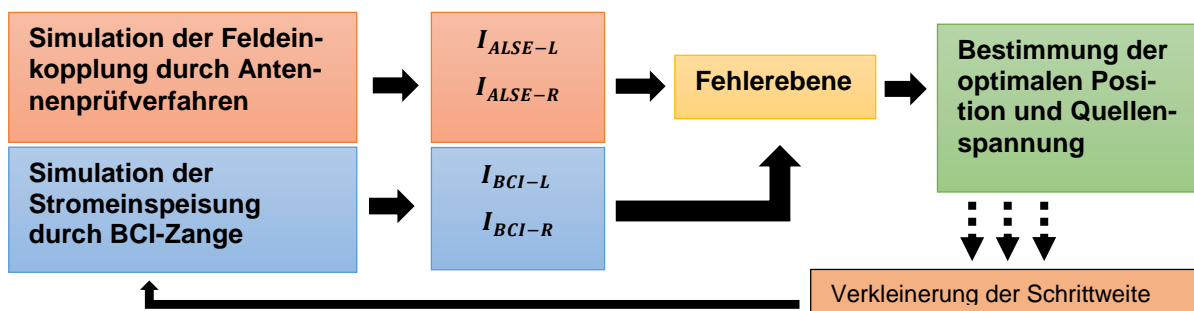 Simulation der Feldein-
kopplung durch Anten-
nenprüfverfahren
I_{ALSE-L}
I_{ALSE-R}
Fehlerebene
Bestimmung der
optimalen Posi-
tion und Quellen-
spannung
Simulation der
Stromeinspeisung
durch BCI-Zange
I_{BCI-L}
I_{BCI-R}
Verkleinerung der Schrittweite